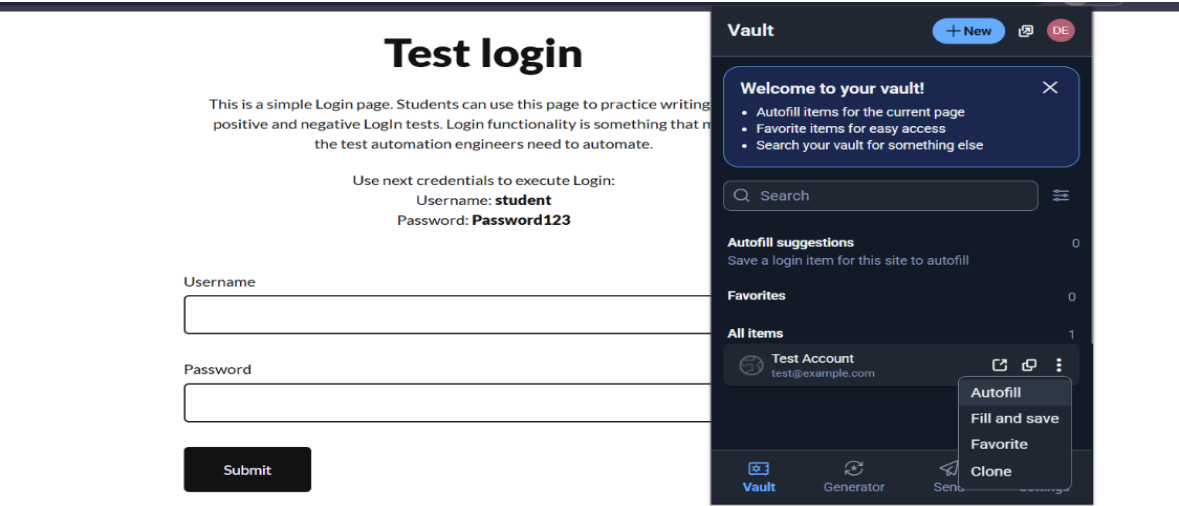 Test login
This is a simple Login page. Students can use this page to practice writing
positive and negative LogIn tests. Login functionality is something that
the test automation engineers need to automate.
Use next credentials to execute Login:
Username: student
Password: Password123
Username
Password
Submit
Vault
New
DE
Welcome to your vault!
• Autofill items for the current page
• Favorite items for easy access
• Search your vault for something else
Search
Autofill suggestions 0
Save a login item for this site to autofill
Favorites 0
All items 1
Test Account
test@example.com
Autofill
Fill and save
Favorite
Clone
Vault
Generator